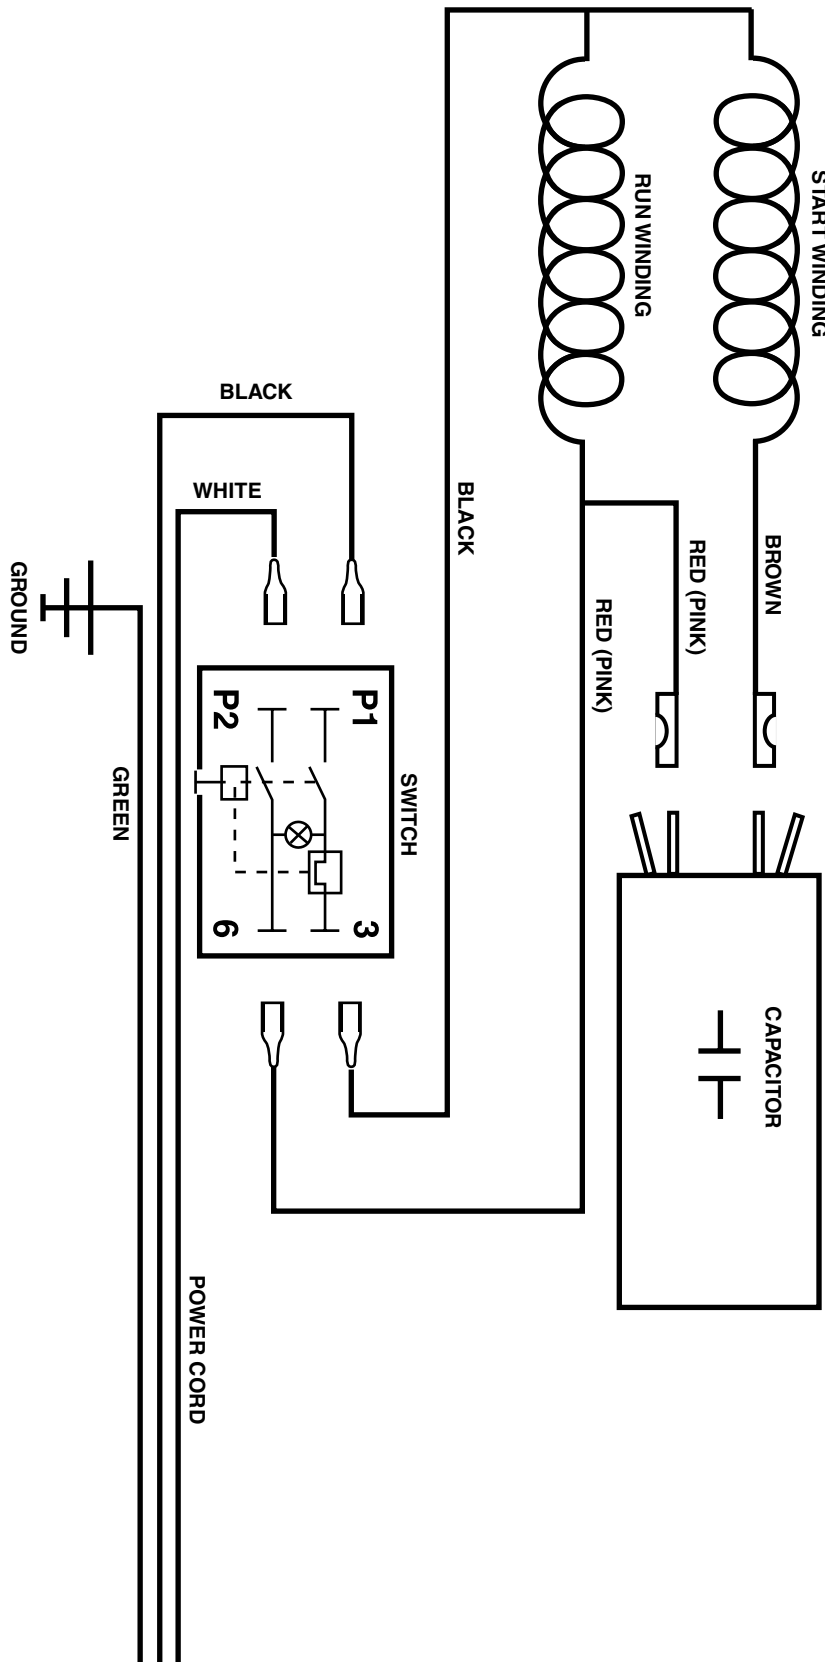 START WINDING
RUN WINDING
BLACK
WHITE
BLACK
BROWN
RED (PINK)
RED (PINK)
GROUND
GREEN
SWITCH
P1
P2
3
6
CAPACITOR
POWER CORD